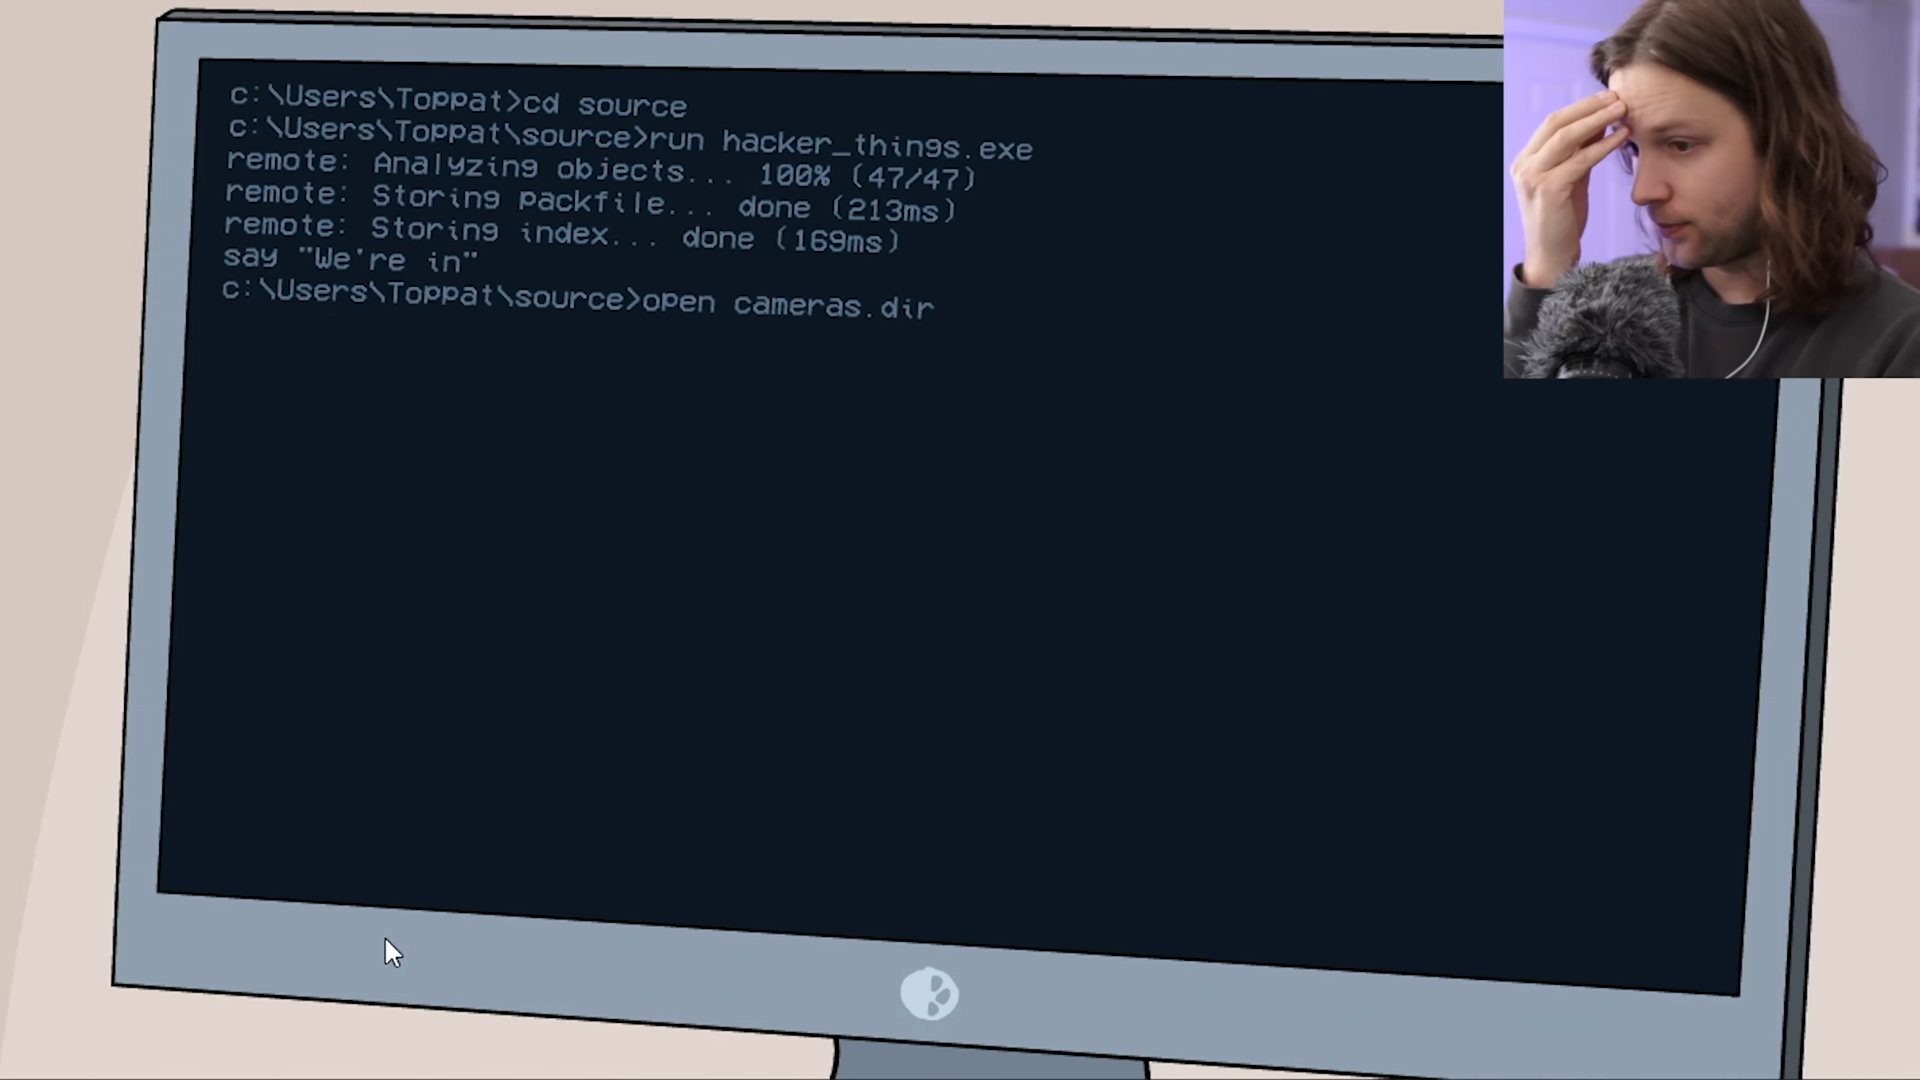 c:\Users\Toppat>cd source
c:\Users\Toppat\source>run hacker_things.exe
remote: Analyzing objects... 100% (47/47)
remote: Storing packfile... done (213ms)
remote: Storing index... done (169ms)
say "We're in"
c:\Users\Toppat\source>open cameras.dir